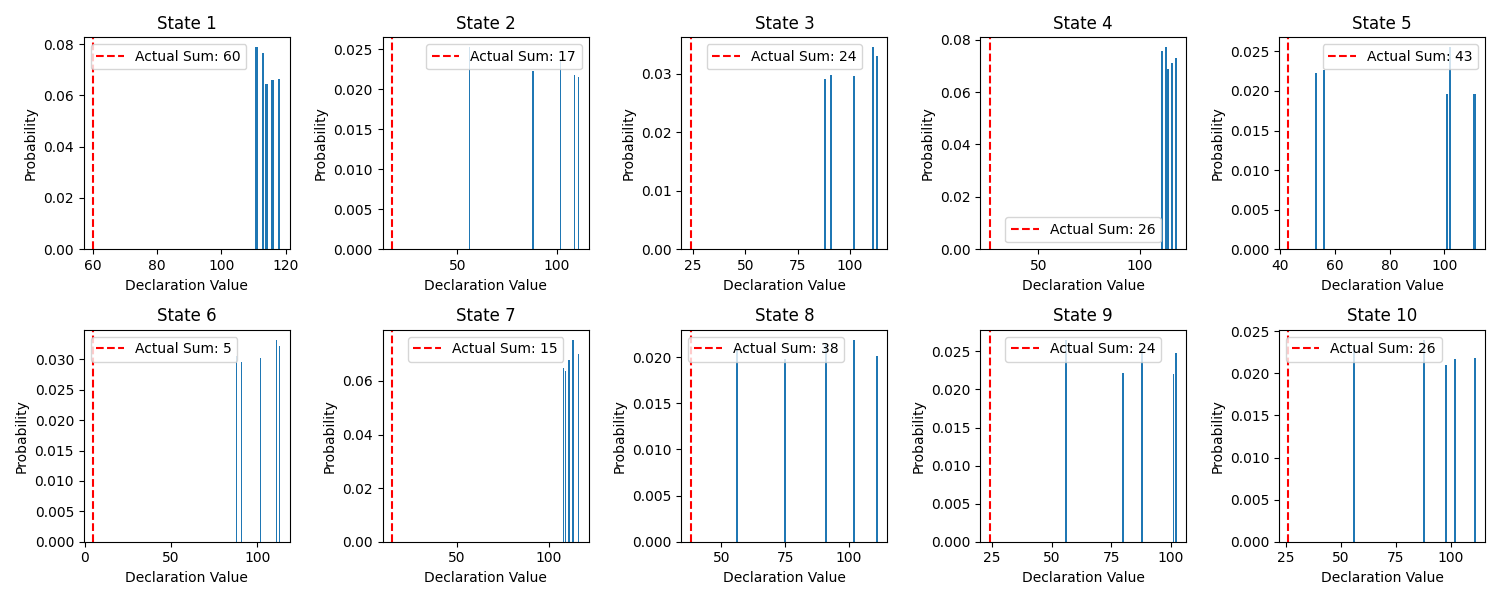 State 1
Probability
0.08
0.06
0.04
0.02
0.00
Actual Sum: 60
60
80
100
120
Declaration Value
State 2
Probability
0.025
0.020
0.015
0.010
0.005
0.000
Actual Sum: 17
50
100
Declaration Value
State 3
Probability
0.03
0.02
0.01
0.00
Actual Sum: 24
25
50
75
100
Declaration Value
State 4
Probability
0.08
0.06
0.04
0.02
0.00
Actual Sum: 26
50
100
Declaration Value
State 5
Probability
0.025
0.020
0.015
0.010
0.005
0.000
Actual Sum: 43
40
60
80
100
Declaration Value
State 6
Probability
0.030
0.025
0.020
0.015
0.010
0.005
0.000
Actual Sum: 5
0
50
100
Declaration Value
State 7
Probability
0.06
0.04
0.02
0.00
Actual Sum: 15
50
100
Declaration Value
State 8
Probability
0.020
0.015
0.010
0.005
0.000
Actual Sum: 38
50
75
100
Declaration Value
State 9
Probability
0.025
0.020
0.015
0.010
0.005
0.000
Actual Sum: 24
25
50
75
100
Declaration Value
State 10
Probability
0.025
0.020
0.015
0.010
0.005
0.000
Actual Sum: 26
25
50
75
100
Declaration Value